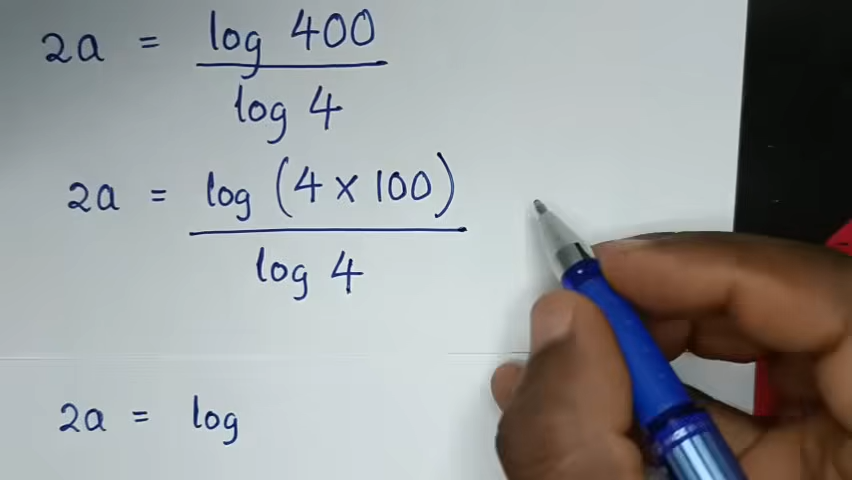 2a = log 400
log 4
2a = log (4 × 100)
log 4
2a = log